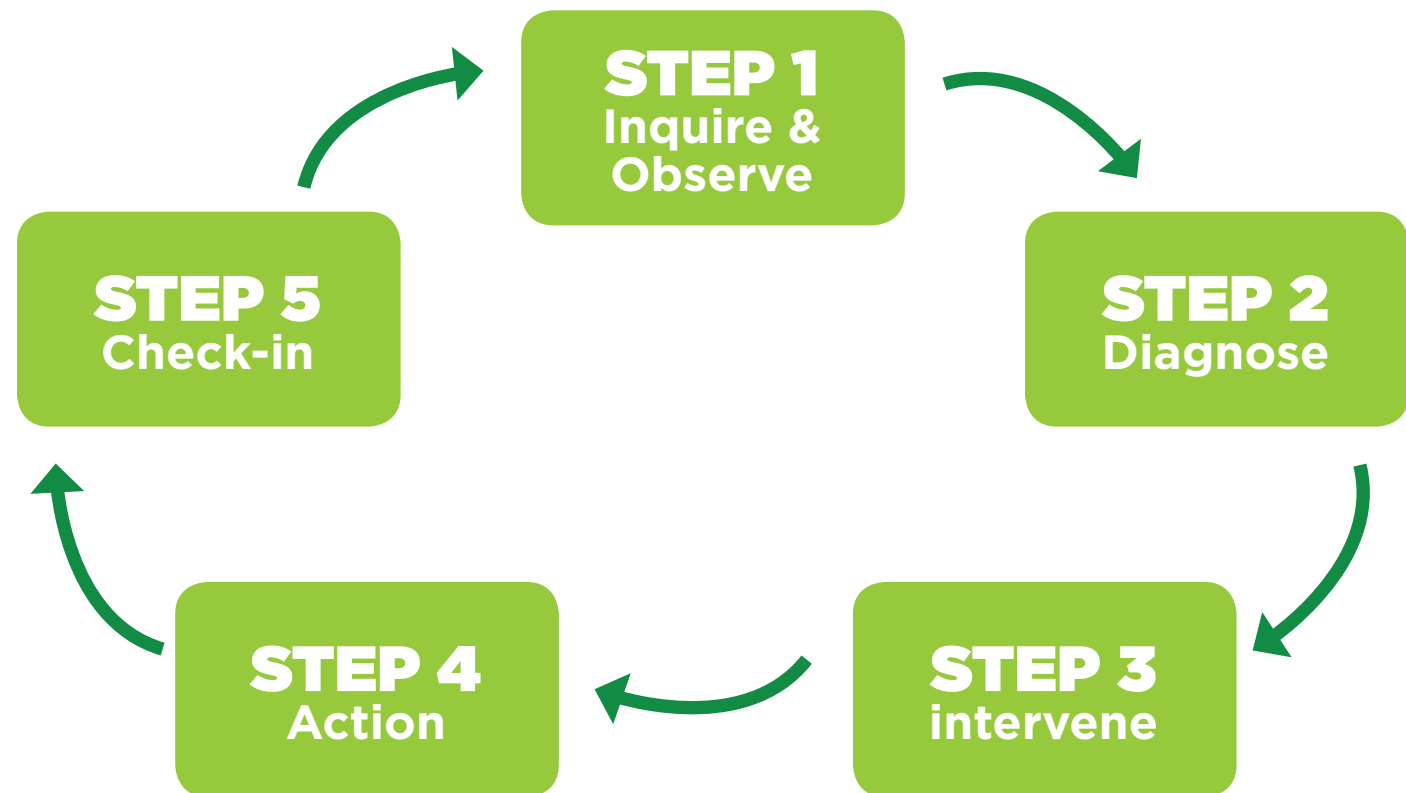 STEP 1
Inquire &
Observe
STEP 2
Diagnose
STEP 3
intervene
STEP 4
Action
STEP 5
Check-in